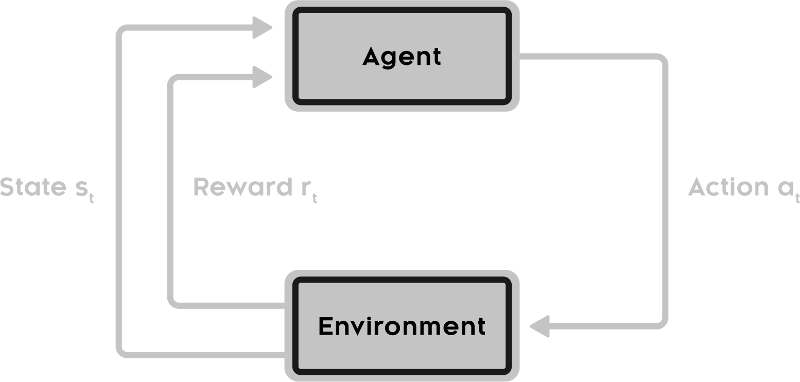 Agent
State sₜ
Reward rₜ
Action aₜ
Environment